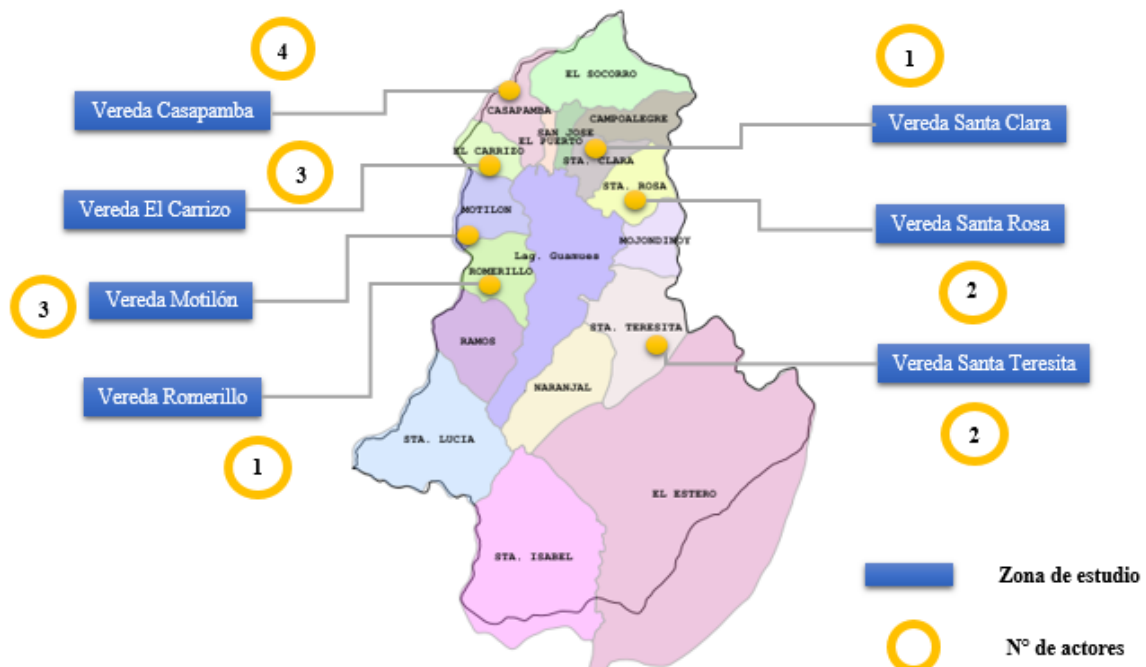 4
1
Vereda Casapamba
Vereda Santa Clara
3
Vereda El Carrizo
Vereda Santa Rosa
3
Vereda Motilón
2
Vereda Romerillo
Vereda Santa Teresita
1
2
EL SOCORRO
CASAPAMBA
CAMPOALEGRE
SAN JOSE
EL PUERTO
EL CARRIZO
STA. CLARA
STA. ROSA
MOTILON
MOJONDINOY
Lag. Guamues
ROMERILLO
STA. TERESITA
RAMOS
NARANJAL
STA. LUCIA
EL ESTERO
STA. ISABEL
Zona de estudio
N° de actores